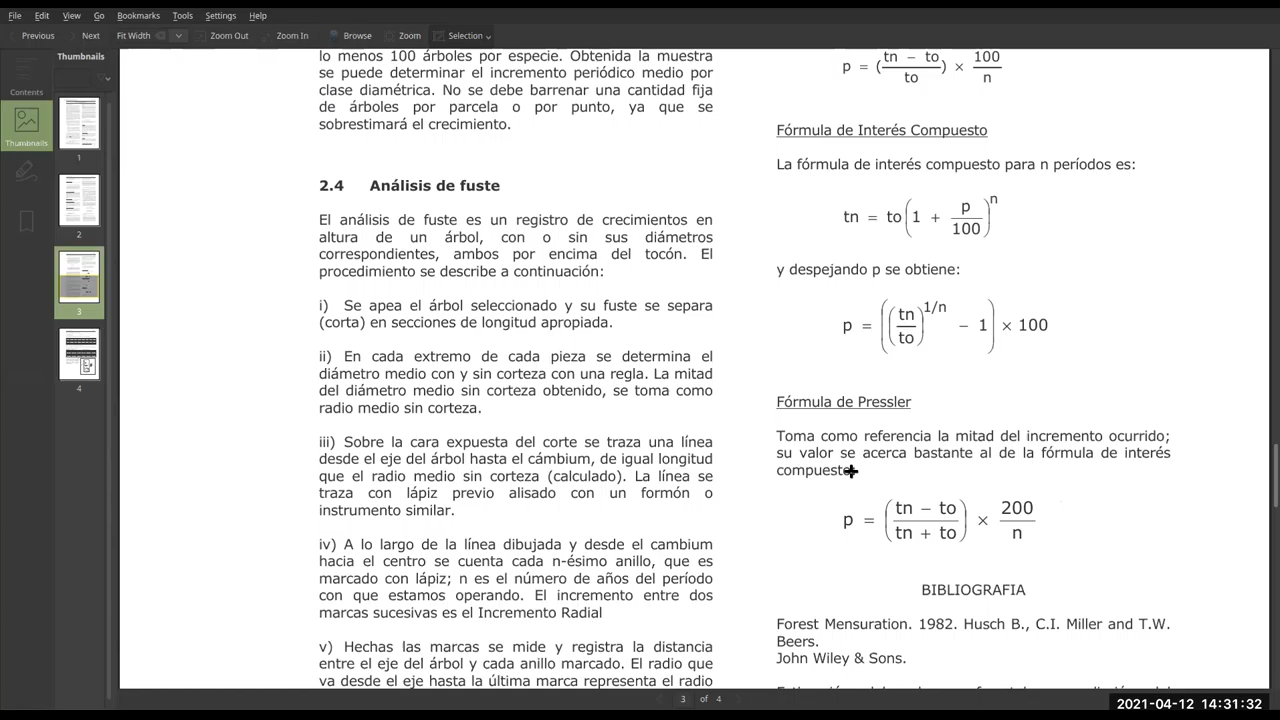 File Edit View Go Bookmarks Tools Settings Help
Previous Next Fit Width Zoom Out Zoom In Browse Zoom Selection
Thumbnails
Contents
Thumbnails
1
2
3
4
lo menos 100 árboles por especie. Obtenida la muestra
se puede determinar el incremento periódico medio por
clase diamétrica. No se debe barrenar una cantidad fija
de árboles por parcela o por punto, ya que se
sobrestimará el crecimiento.
2.4 Análisis de fuste
El análisis de fuste es un registro de crecimientos en
altura de un árbol, con o sin sus diámetros
correspondientes, ambos por encima del tocón. El
procedimiento se describe a continuación:
i) Se apea el árbol seleccionado y su fuste se separa
(corta) en secciones de longitud apropiada.
ii) En cada extremo de cada pieza se determina el
diámetro medio con y sin corteza con una regla. La mitad
del diámetro medio sin corteza obtenido, se toma como
radio medio sin corteza.
iii) Sobre la cara expuesta del corte se traza una línea
desde el eje del árbol hasta el cámbium, de igual longitud
que el radio medio sin corteza (calculado). La línea se
traza con lápiz previo alisado con un formón o
instrumento similar.
iv) A lo largo de la línea dibujada y desde el cambium
hacia el centro se cuenta cada n-ésimo anillo, que es
marcado con lápiz; n es el número de años del período
con que estamos operando. El incremento entre dos
marcas sucesivas es el Incremento Radial
v) Hechas las marcas se mide y registra la distancia
entre el eje del árbol y cada anillo marcado. El radio que
va desde el eje hasta la última marca representa el radio
p = ((tn − to)/to) × 100/n
Fórmula de Interés Compuesto
La fórmula de interés compuesto para n períodos es:
tn = to(1 + p/100)^n
y despejando p se obtiene:
p = ((tn/to)^1/n − 1) × 100
Fórmula de Pressler
Toma como referencia la mitad del incremento ocurrido;
su valor se acerca bastante al de la fórmula de interés
compuesto
p = ((tn − to)/(tn + to)) × 200/n
BIBLIOGRAFIA
Forest Mensuration. 1982. Husch B., C.I. Miller and T.W.
Beers.
John Wiley & Sons.
3 of 4
2021-04-12 14:31:32